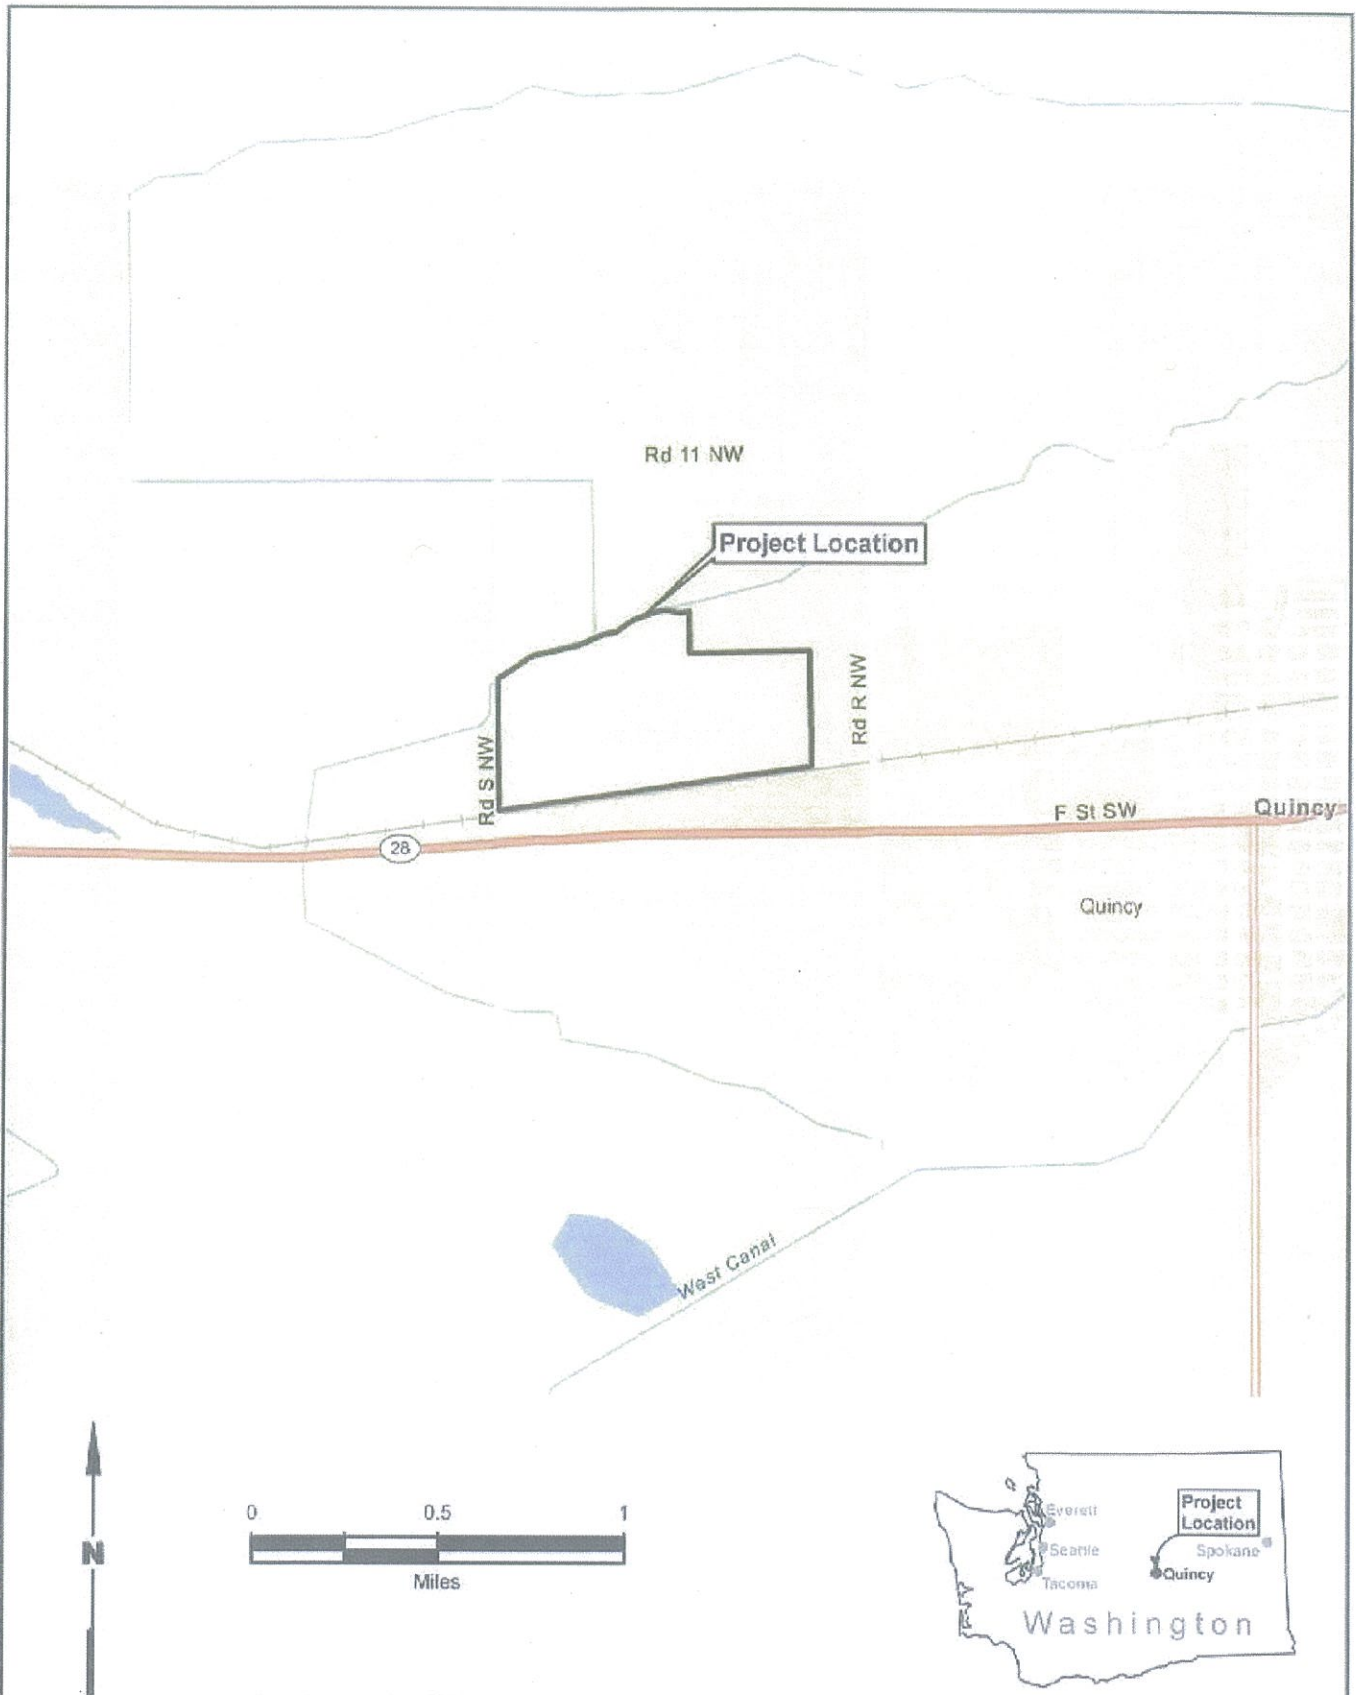 Rd 11 NW
Project Location
Rd R NW
Rd S NW
F St SW
Quincy
28
Quincy
West Canal
N
0 0.5 1
Miles
Everett
Seattle
Tacoma
Project
Location
Spokane
Quincy
Washington